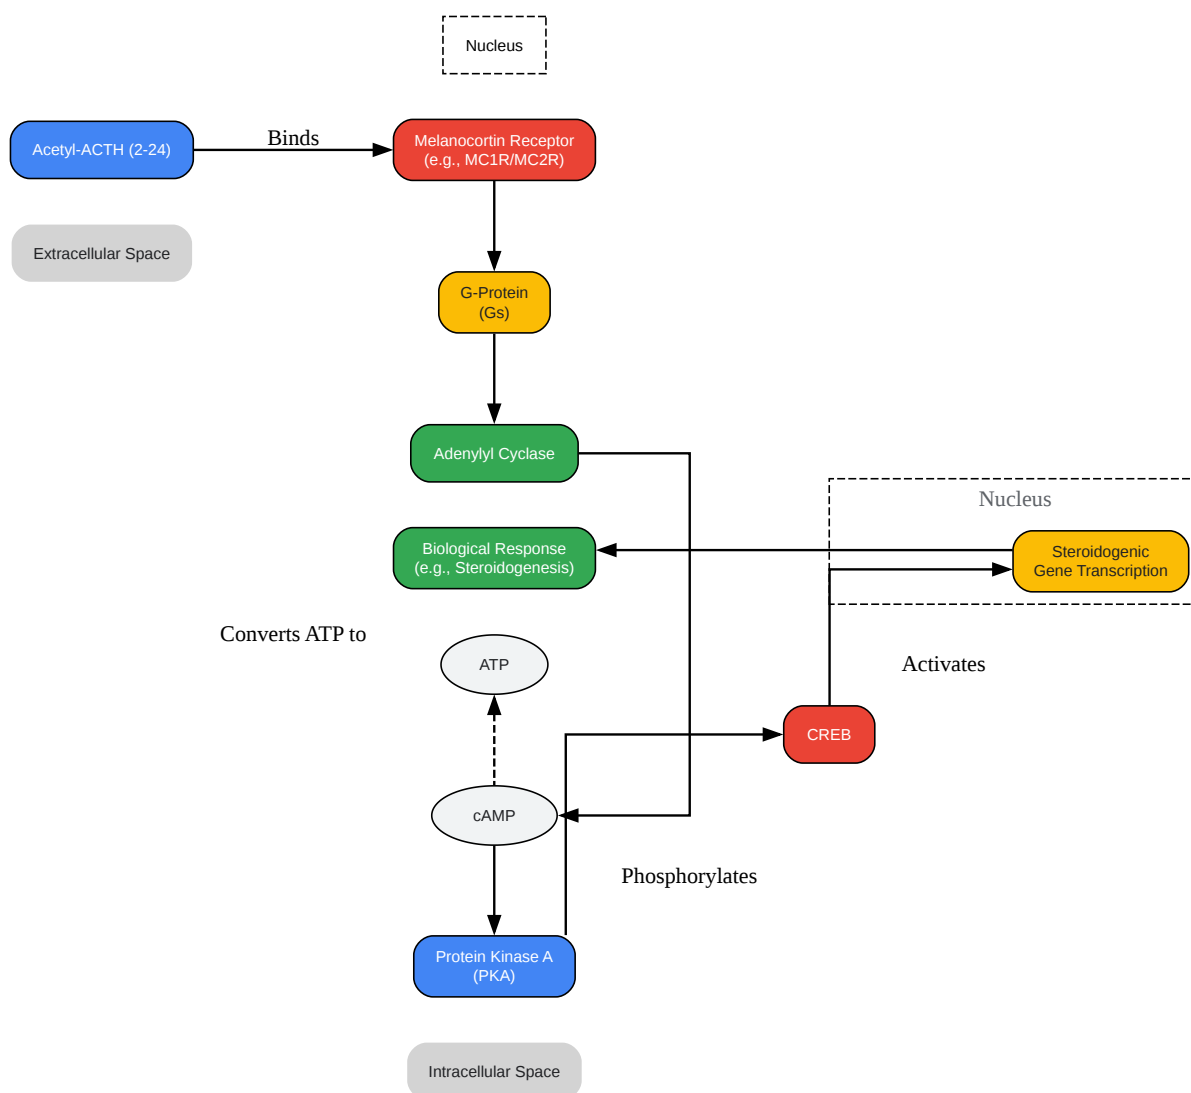 Nucleus
Binds
Acetyl-ACTH (2-24)
Melanocortin Receptor
(e.g., MC1R/MC2R)
Extracellular Space
G-Protein
(Gs)
Adenylyl Cyclase
Nucleus
Biological Response
(e.g., Steroidogenesis)
Steroidogenic
Gene Transcription
Converts ATP to
ATP
Activates
CREB
cAMP
Phosphorylates
Protein Kinase A
(PKA)
Intracellular Space